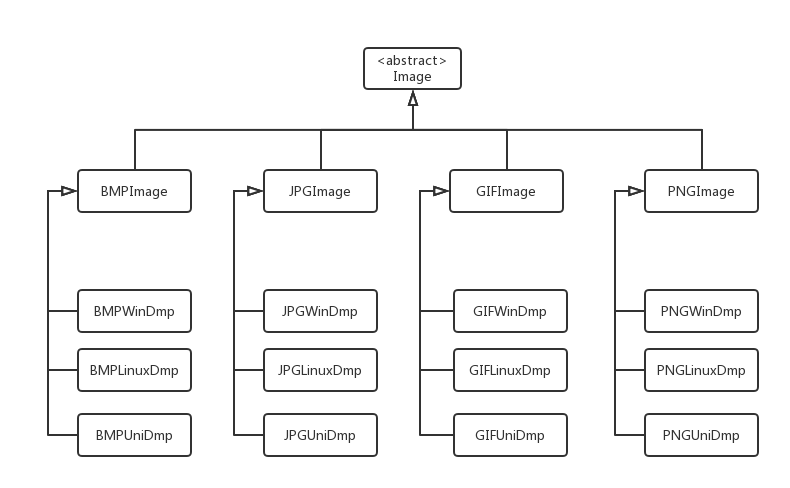 <abstract>
Image
BMPImage
JPGImage
GIFImage
PNGImage
BMPWinDmp
JPGWinDmp
GIFWinDmp
PNGWinDmp
BMPLinuxDmp
JPGLinuxDmp
GIFLinuxDmp
PNGLinuxDmp
BMPUniDmp
JPGUniDmp
GIFUniDmp
PNGUniDmp